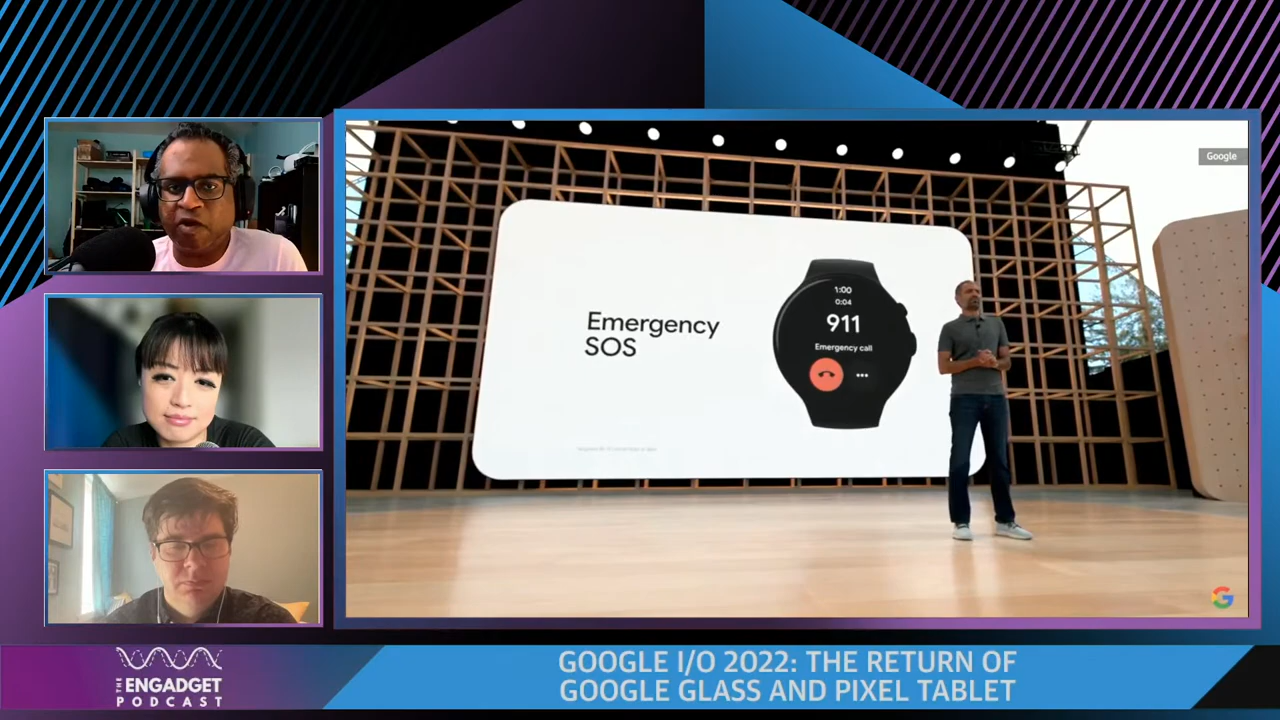 Google
Emergency
SOS
1:00
0:04
911
Emergency call
THE
ENGADGET
PODCAST
GOOGLE I/O 2022: THE RETURN OF
GOOGLE GLASS AND PIXEL TABLET